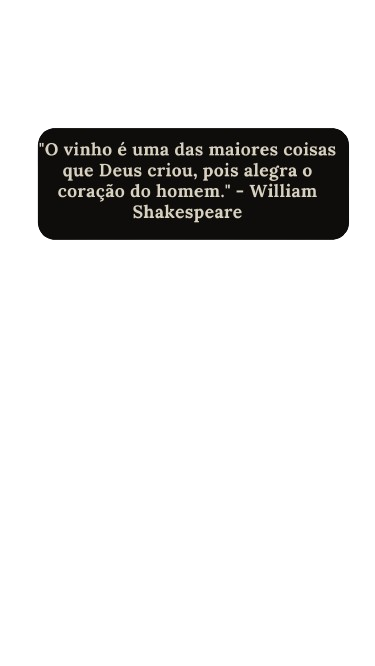 "O vinho é uma das maiores coisas
que Deus criou, pois alegra o
coração do homem." - William
Shakespeare